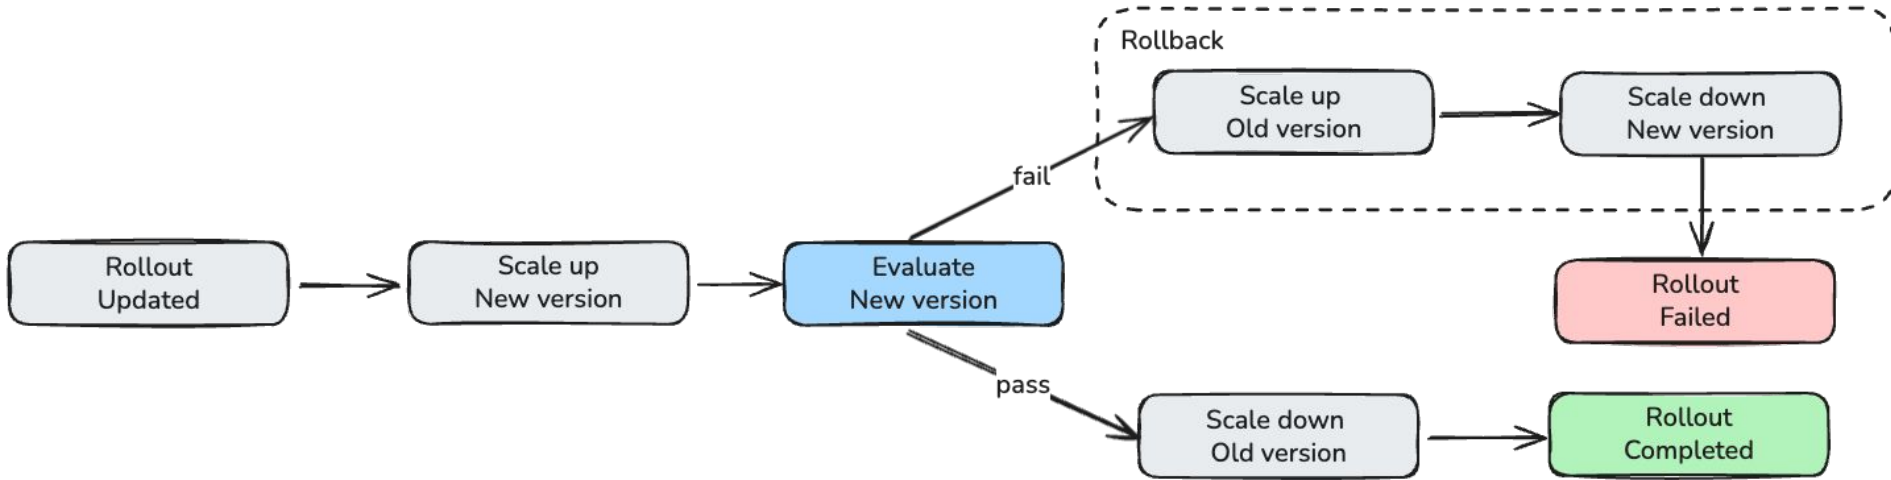 Rollback
Scale up
Old version
Scale down
New version
fail
Rollout
Updated
Scale up
New version
Evaluate
New version
Rollout
Failed
pass
Scale down
Old version
Rollout
Completed